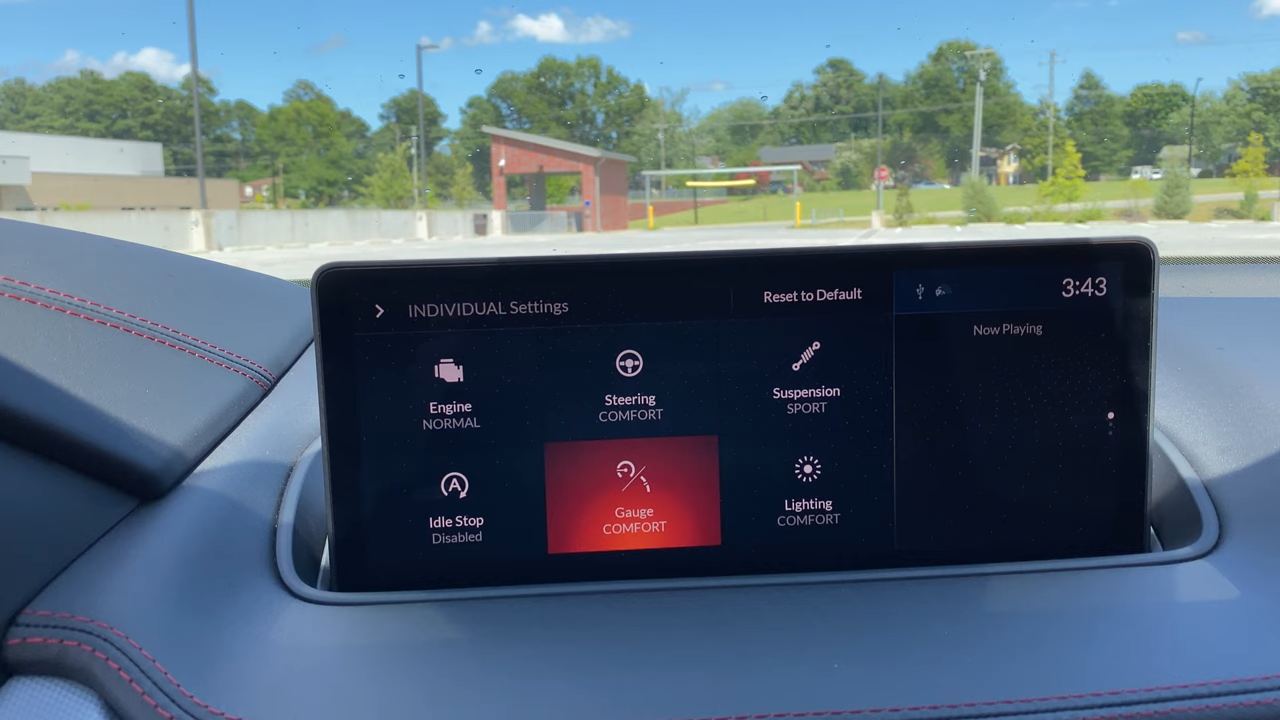 INDIVIDUAL Settings
Reset to Default
3:43
Now Playing
Engine
NORMAL
Steering
COMFORT
Suspension
SPORT
Idle Stop
Disabled
Gauge
COMFORT
Lighting
COMFORT